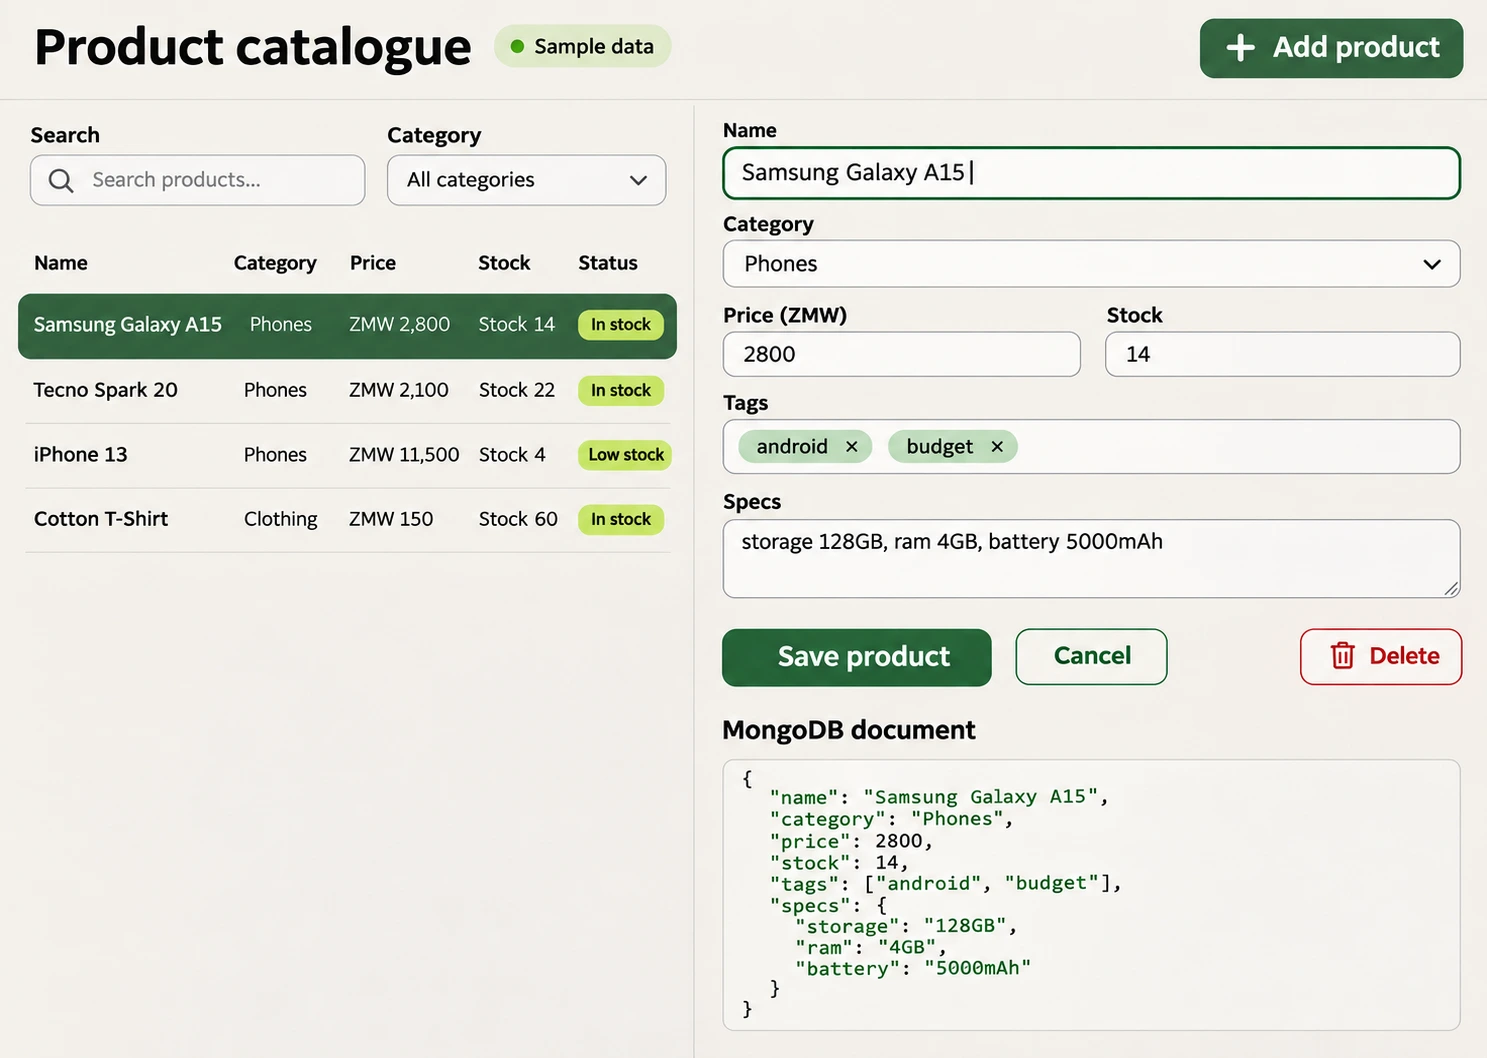 Product catalogue
Sample data
Add product
Search
Category
Search products...
All categories
Name Category Price Stock Status
Samsung Galaxy A15 Phones ZMW 2,800 Stock 14 In stock
Tecno Spark 20 Phones ZMW 2,100 Stock 22 In stock
iPhone 13 Phones ZMW 11,500 Stock 4 Low stock
Cotton T-Shirt Clothing ZMW 150 Stock 60 In stock
Name
Samsung Galaxy A15
Category
Phones
Price (ZMW) Stock
2800 14
Tags
android × budget ×
Specs
storage 128GB, ram 4GB, battery 5000mAh
Save product Cancel Delete
MongoDB document
{
"name": "Samsung Galaxy A15",
"category": "Phones",
"price": 2800,
"stock": 14,
"tags": ["android", "budget"],
"specs": {
"storage": "128GB",
"ram": "4GB",
"battery": "5000mAh"
}
}